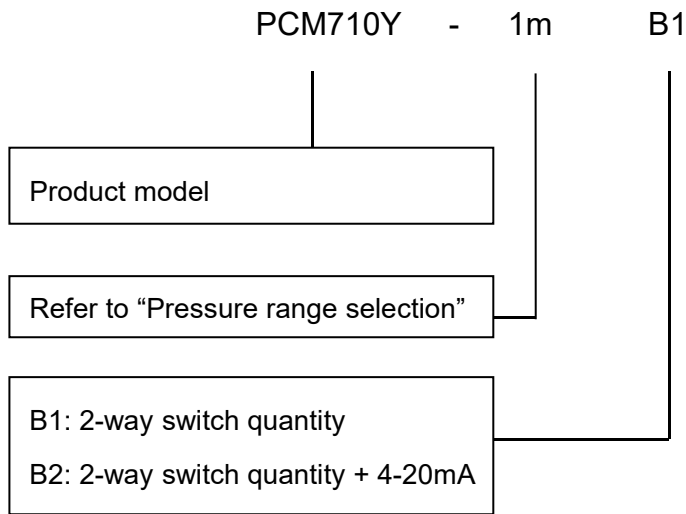 PCM710Y - 1m B1
Product model
Refer to “Pressure range selection”
B1: 2-way switch quantity
B2: 2-way switch quantity + 4-20mA